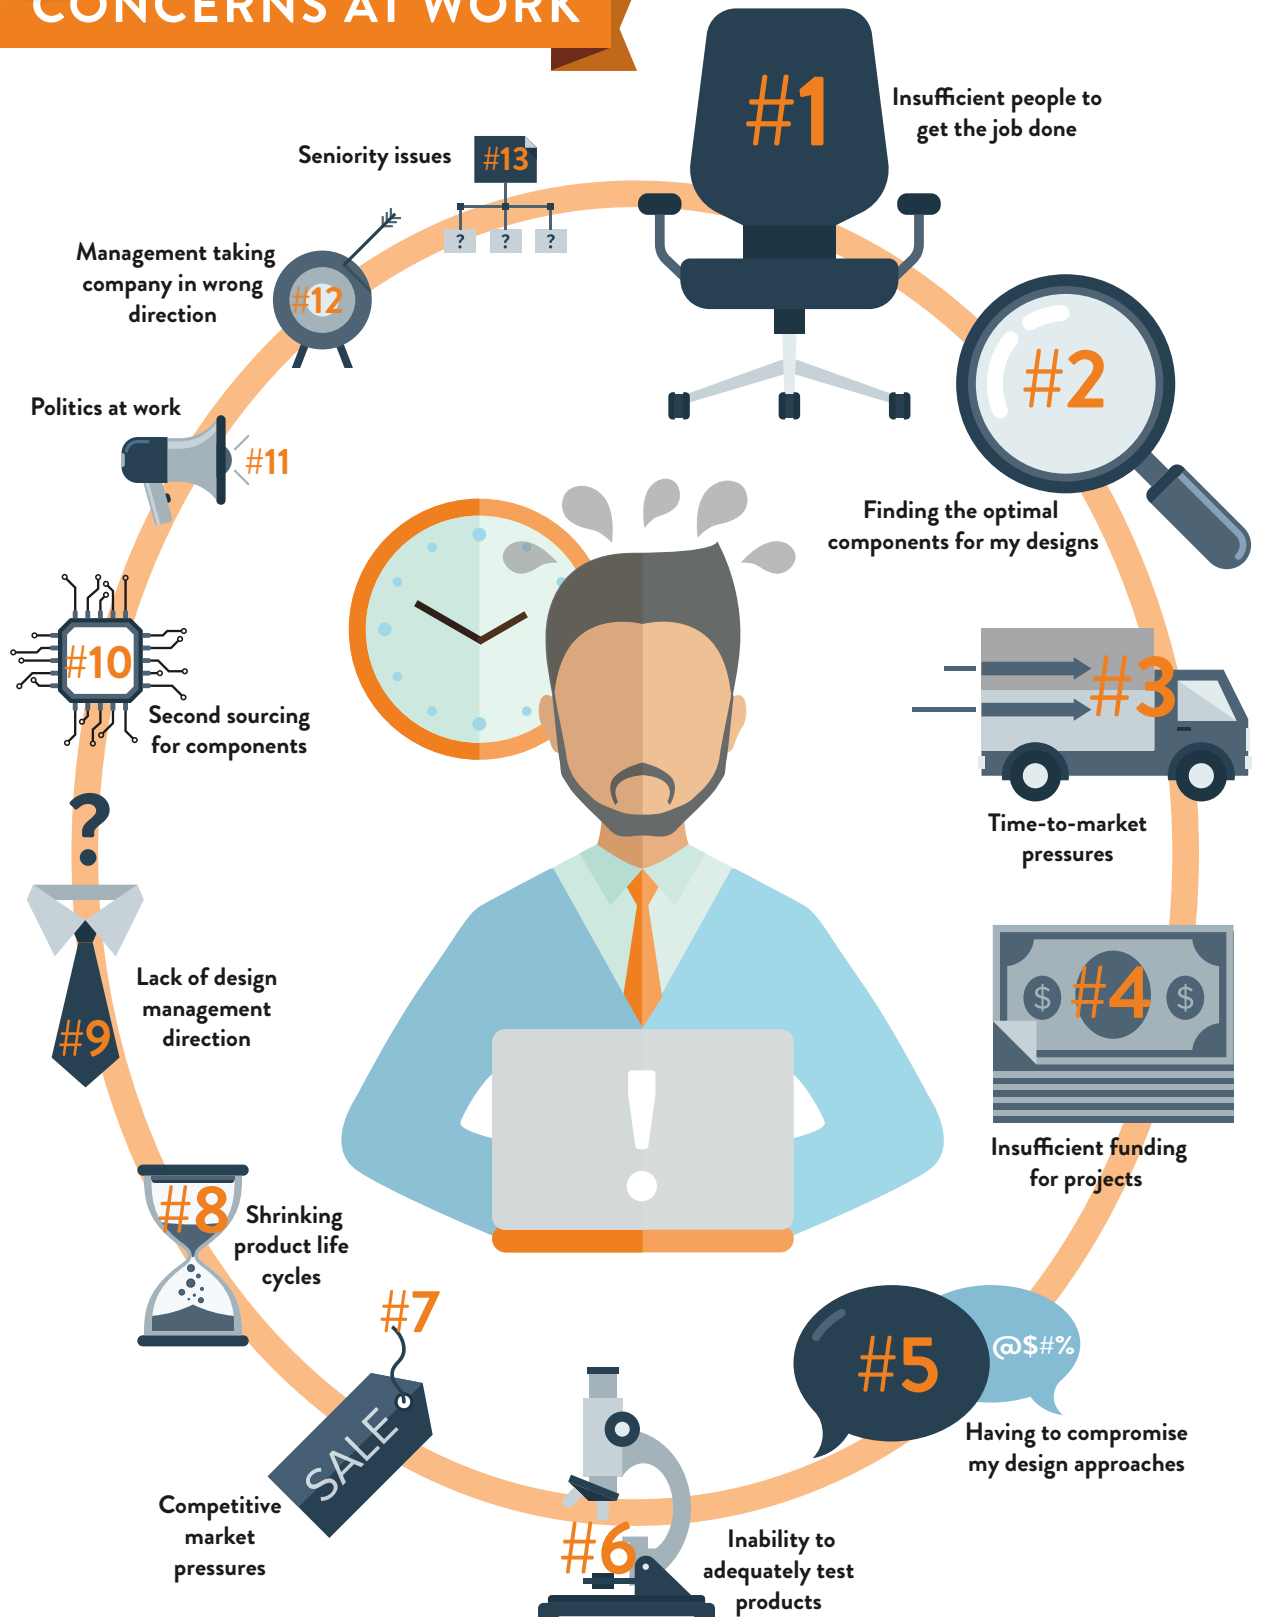 CONCERNS AT WORK
#1
Insufficient people to
get the job done
#2
Finding the optimal
components for my designs
#3
Time-to-market
pressures
$ #4 $
Insufficient funding
for projects
#5
@$#%
Having to compromise
my design approaches
#6
Inability to
adequately test
products
#7
SALE
Competitive
market
pressures
#8
Shrinking
product life
cycles
?
#9
Lack of design
management
direction
#10
Second sourcing
for components
#11
Politics at work
#12
Management taking
company in wrong
direction
#13
? ? ?
Seniority issues
!